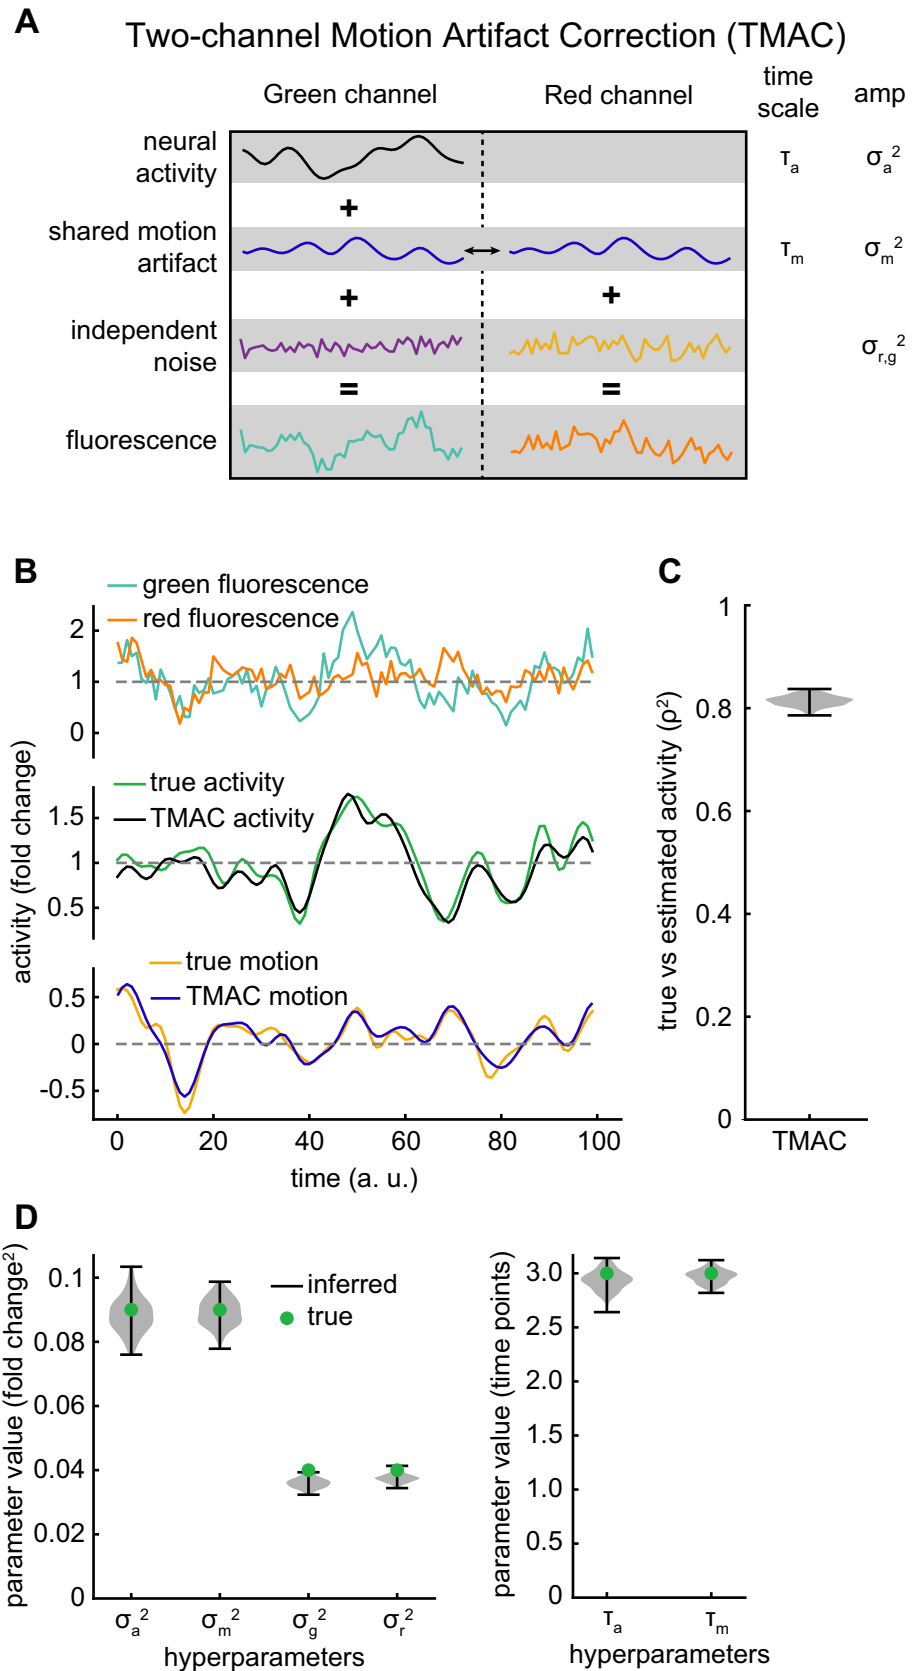 A
Two-channel Motion Artifact Correction (TMAC)
Green channel
Red channel
time
scale
amp
neural
activity
τa
σa²
+
shared motion
artifact
τm
σm²
+ +
independent
noise
σr,g²
= =
fluorescence
B
green fluorescence
red fluorescence
2
1
0
true activity
TMAC activity
1.5
1
0.5
true motion
TMAC motion
0.5
0
-0.5
activity (fold change)
0 20 40 60 80 100
time (a. u.)
C
1
0.8
0.6
0.4
0.2
0
true vs estimated activity (ρ²)
TMAC
D
parameter value (fold change²)
0.1
0.08
0.06
0.04
0.02
0
inferred
true
σa² σm² σg² σr²
hyperparameters
parameter value (time points)
3.0
2.5
2.0
1.5
1.0
0.5
0
τa τm
hyperparameters